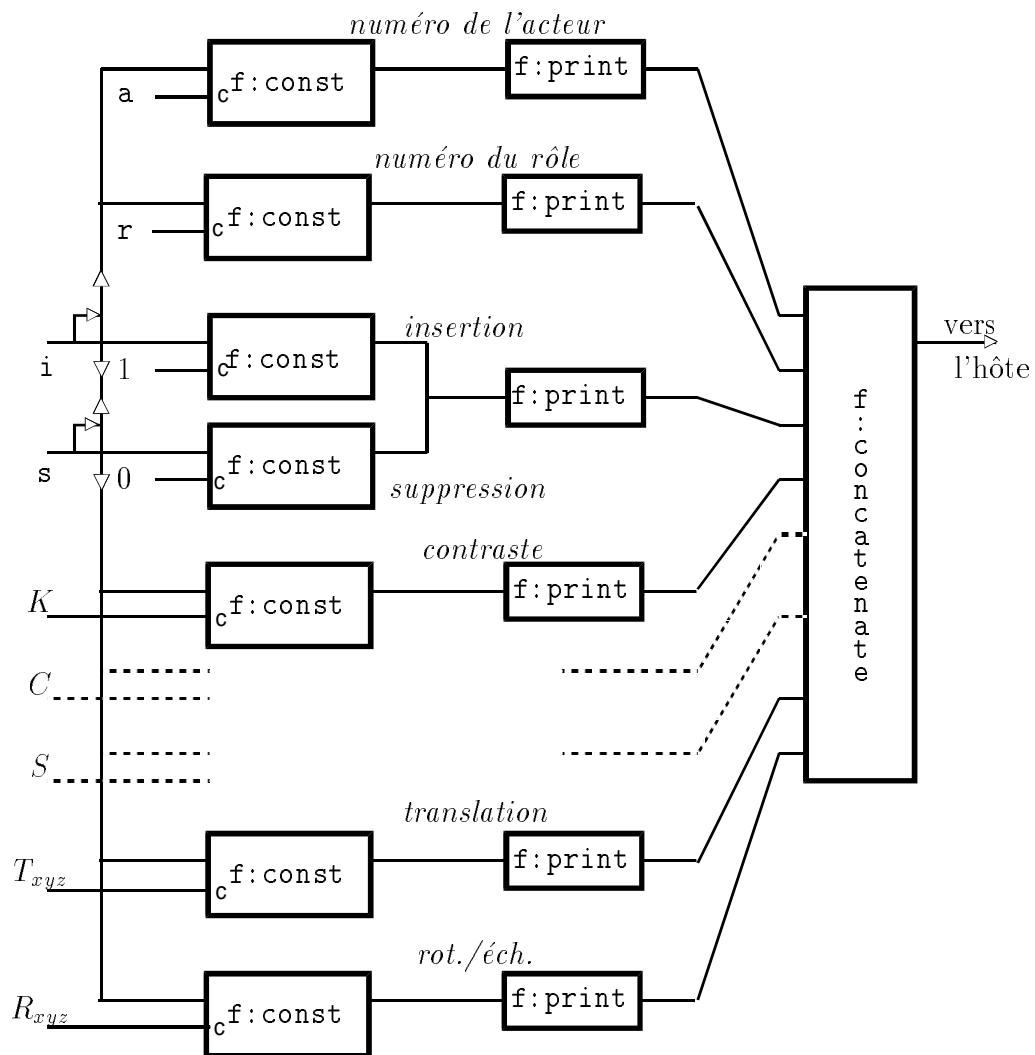 numéro de l'acteur
f:const
f:print
a
c
numéro du rôle
f:const
f:print
r
c
insertion
f:const
i
1
c
f:print
f:const
s
0
c
suppression
vers
l'hôte
f:concatenate
contraste
K
f:const
f:print
c
C
S
translation
f:const
f:print
T_xyz
c
rot./éch.
f:const
f:print
R_xyz
c